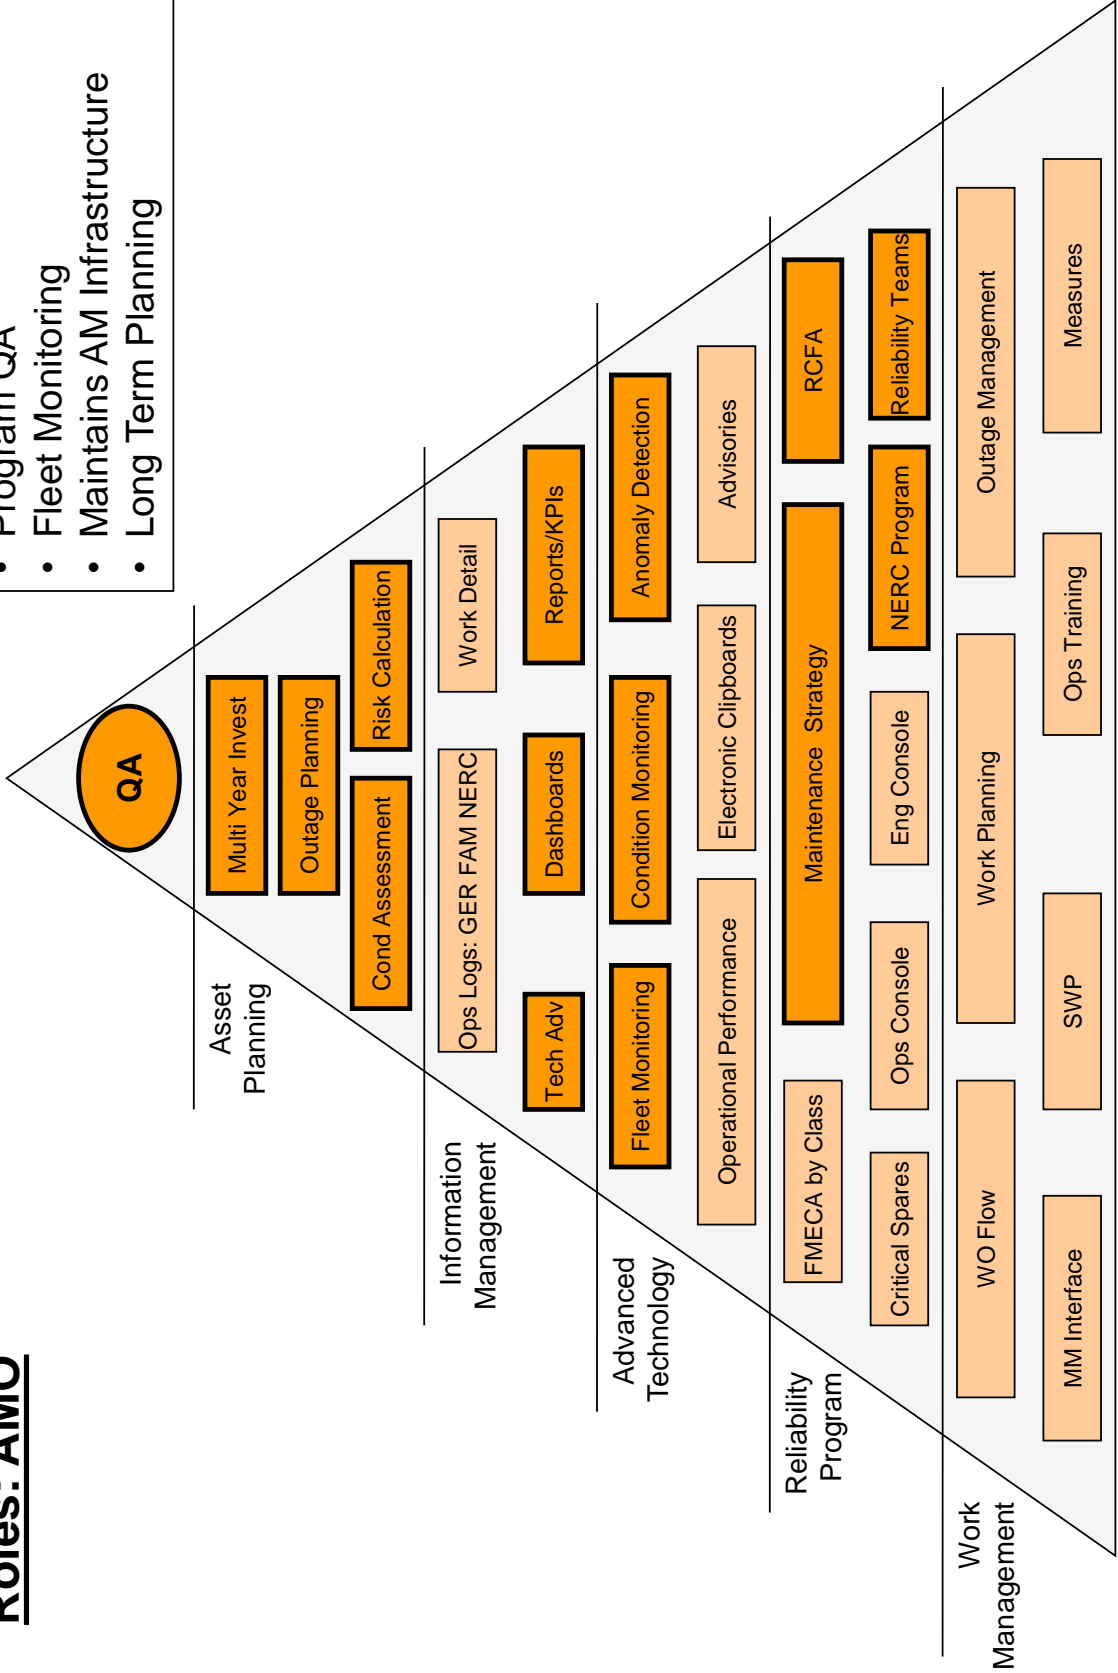 Roles: AMO
• Program QA
• Fleet Monitoring
• Maintains AM Infrastructure
• Long Term Planning
QA
Asset
Planning
Multi Year Invest
Outage Planning
Cond Assessment
Risk Calculation
Information
Management
Ops Logs: GER FAM NERC
Work Detail
Tech Adv
Dashboards
Reports/KPIs
Advanced
Technology
Fleet Monitoring
Condition Monitoring
Anomaly Detection
Operational Performance
Electronic Clipboards
Advisories
Reliability
Program
FMECA by Class
Maintenance Strategy
RCFA
Critical Spares
Ops Console
Eng Console
NERC Program
Reliability Teams
Work
Management
WO Flow
Work Planning
Outage Management
MM Interface
SWP
Ops Training
Measures